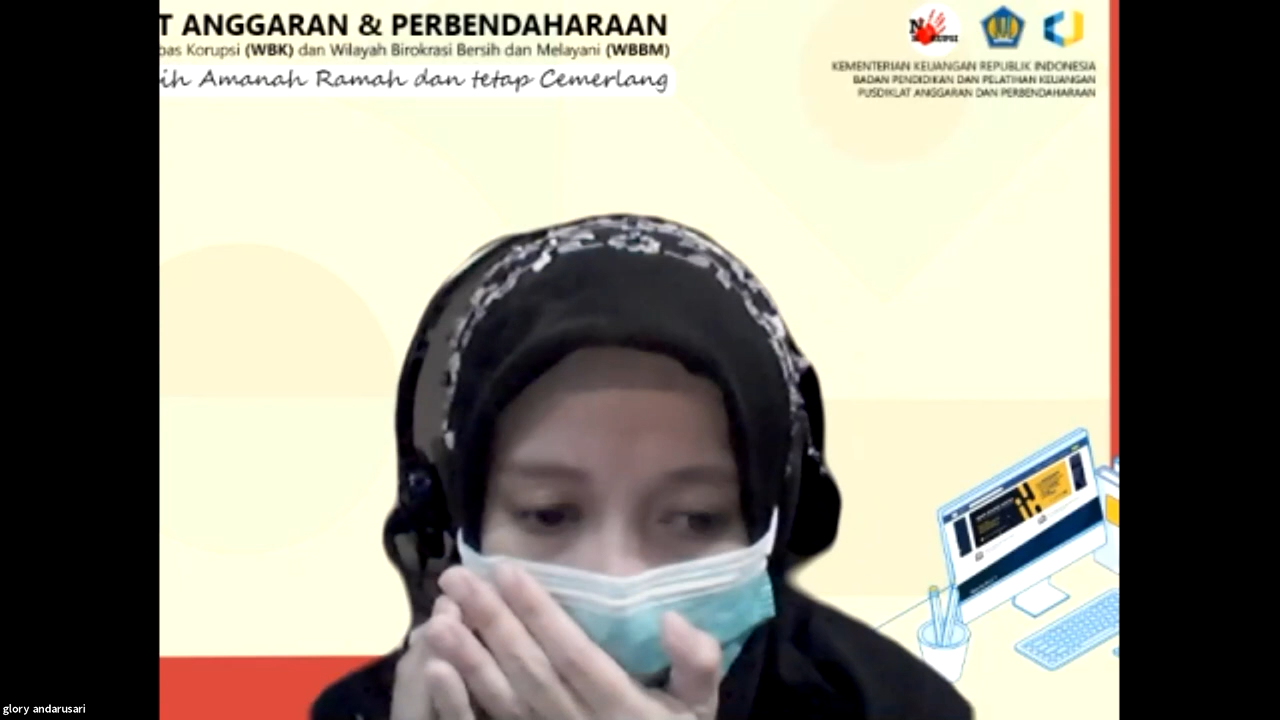 T ANGGARAN & PERBENDAHARAAN
bas Korupsi (WBK) dan Wilayah Birokrasi Bersih dan Melayani (WBBM)
ih Amanah Ramah dan tetap Cemerlang
KEMENTERIAN KEUANGAN REPUBLIK INDONESIA
BADAN PENDIDIKAN DAN PELATIHAN KEUANGAN
PUSDIKLAT ANGGARAN DAN PERBENDAHARAAN
glory andarusari